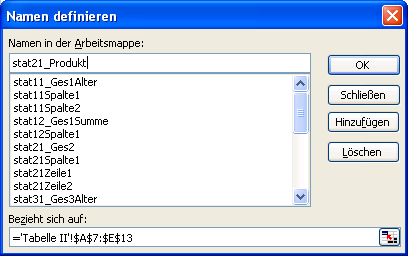 Namen definieren
Namen in der Arbeitsmappe:
stat21_Produkt
OK
stat11_Ges1Alter
stat11Spalte1
stat11Spalte2
stat12_Ges1Summe
stat12Spalte1
stat21_Ges2
stat21Spalte1
stat21Zeile1
stat21Zeile2
stat31_Ges3Alter
Schließen
Hinzufügen
Löschen
Bezieht sich auf:
='Tabelle II'!$A$7:$E$13